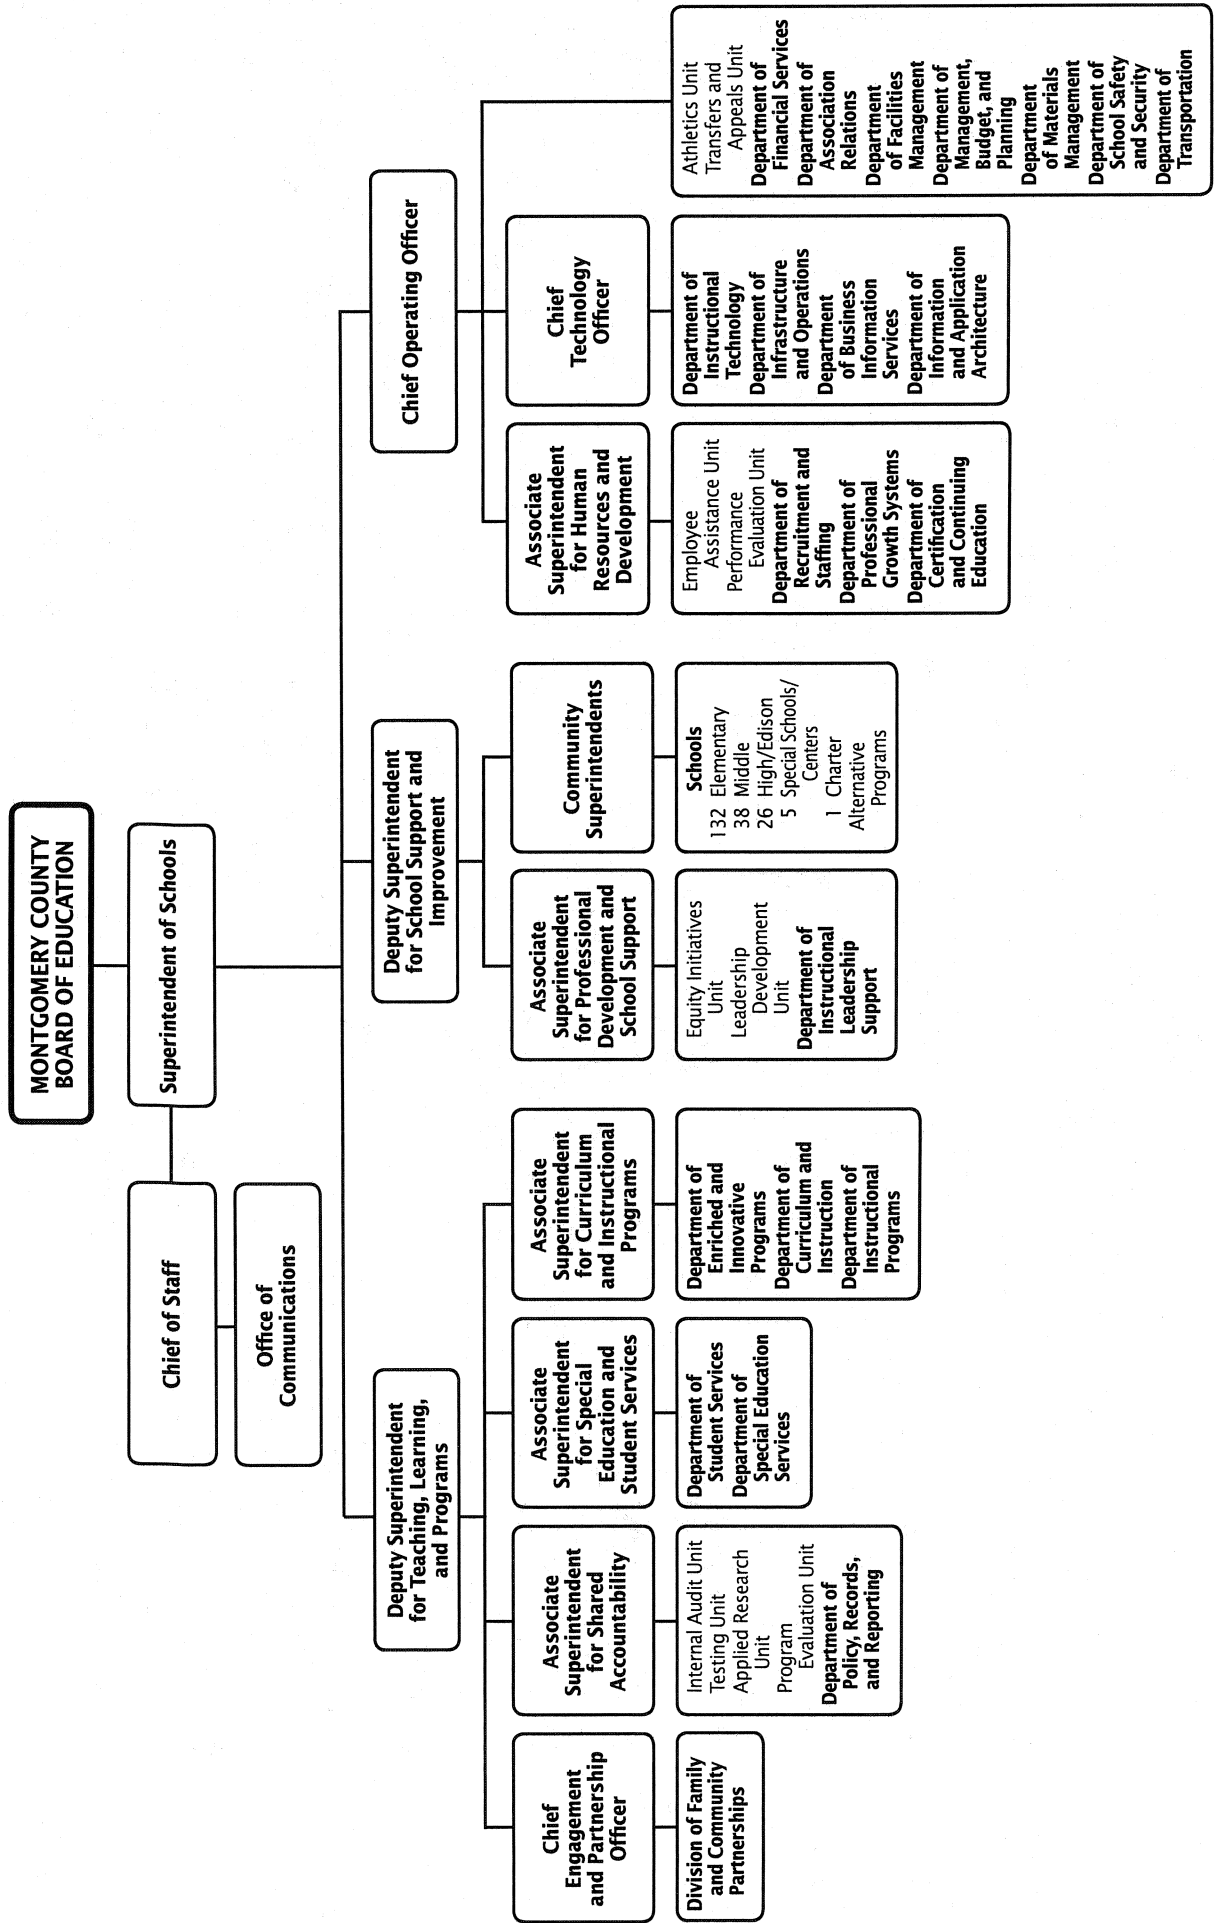 MONTGOMERY COUNTY
BOARD OF EDUCATION
Superintendent of Schools
Chief of Staff
Office of
Communications
Deputy Superintendent
for Teaching, Learning,
and Programs
Deputy Superintendent
for School Support and
Improvement
Chief Operating Officer
Chief
Engagement
and Partnership
Officer
Associate
Superintendent
for Shared
Accountability
Associate
Superintendent
for Special
Education and
Student Services
Associate
Superintendent
for Curriculum
and Instructional
Programs
Associate
Superintendent
for Professional
Development and
School Support
Community
Superintendents
Associate
Superintendent
for Human
Resources and
Development
Chief
Technology
Officer
Division of Family
and Community
Partnerships
Internal Audit Unit
Testing Unit
Applied Research
Unit
Program
Evaluation Unit
Department of
Policy, Records,
and Reporting
Department of
Student Services
Department of
Special Education
Services
Department of
Enriched and
Innovative
Programs
Department of
Curriculum and
Instruction
Department of
Instructional
Programs
Equity Initiatives
Unit
Leadership
Development
Unit
Department of
Instructional
Leadership
Support
Schools
132 Elementary
38 Middle
26 High/Edison
5 Special Schools/
Centers
1 Charter
Alternative
Programs
Employee
Assistance Unit
Performance
Evaluation Unit
Department of
Recruitment and
Staffing
Department of
Professional
Growth Systems
Department of
Certification
and Continuing
Education
Department of
Instructional
Technology
Department of
Infrastructure
and Operations
Department
of Business
Information
Services
Department of
Information
and Application
Architecture
Athletics Unit
Transfers and
Appeals Unit
Department of
Financial Services
Department of
Association
Relations
Department
of Facilities
Management
Department of
Management,
Budget, and
Planning
Department
of Materials
Management
Department of
School Safety
and Security
Department of
Transportation